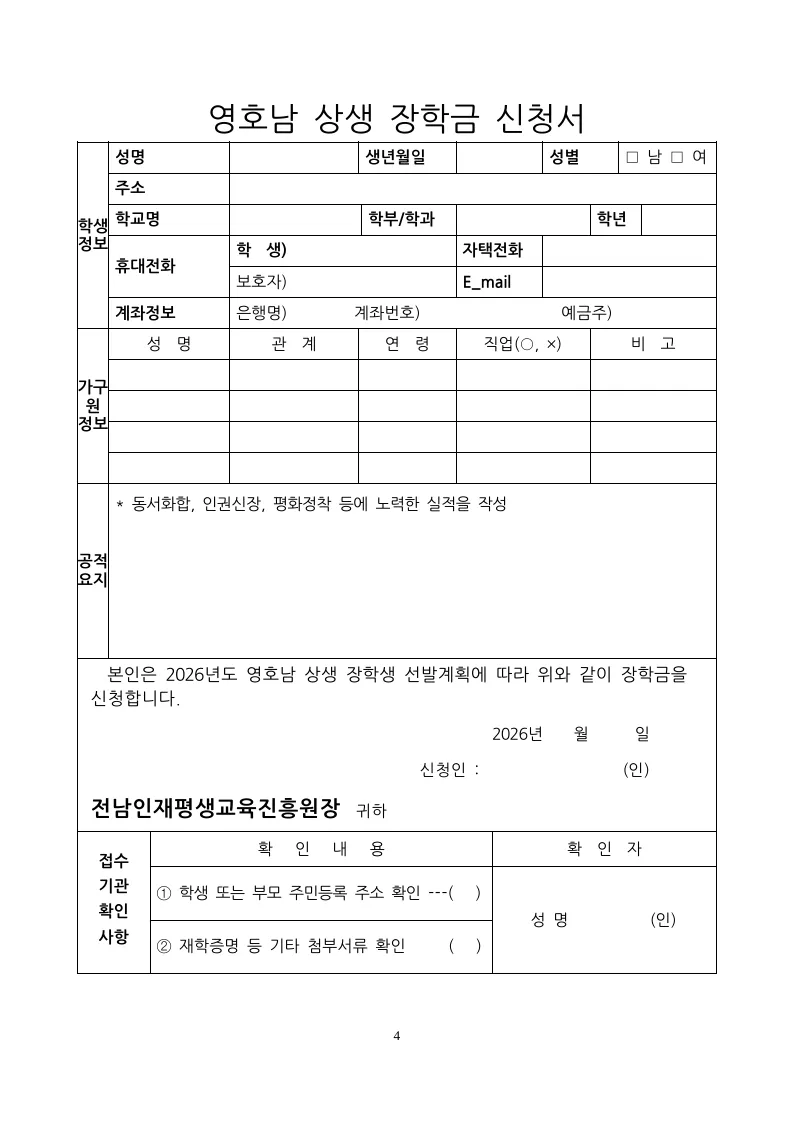 영호남 상생 장학금 신청서
학생
정보
성명 생년월일 성별 □ 남 □ 여
주소
학교명 학부/학과 학년
휴대전화 학 생) 자택전화
보호자) E_mail
계좌정보 은행명) 계좌번호) 예금주)
가구
원
정보
성 명 관 계 연 령 직업(○, ×) 비 고
공적
요지
* 동서화합, 인권신장, 평화정착 등에 노력한 실적을 작성
본인은 2026년도 영호남 상생 장학생 선발계획에 따라 위와 같이 장학금을
신청합니다.
2026년 월 일
신청인 : (인)
전남인재평생교육진흥원장 귀하
접수
기관
확인
사항
확 인 내 용 확 인 자
① 학생 또는 부모 주민등록 주소 확인 ---( )
성 명 (인)
② 재학증명 등 기타 첨부서류 확인 ( )
4